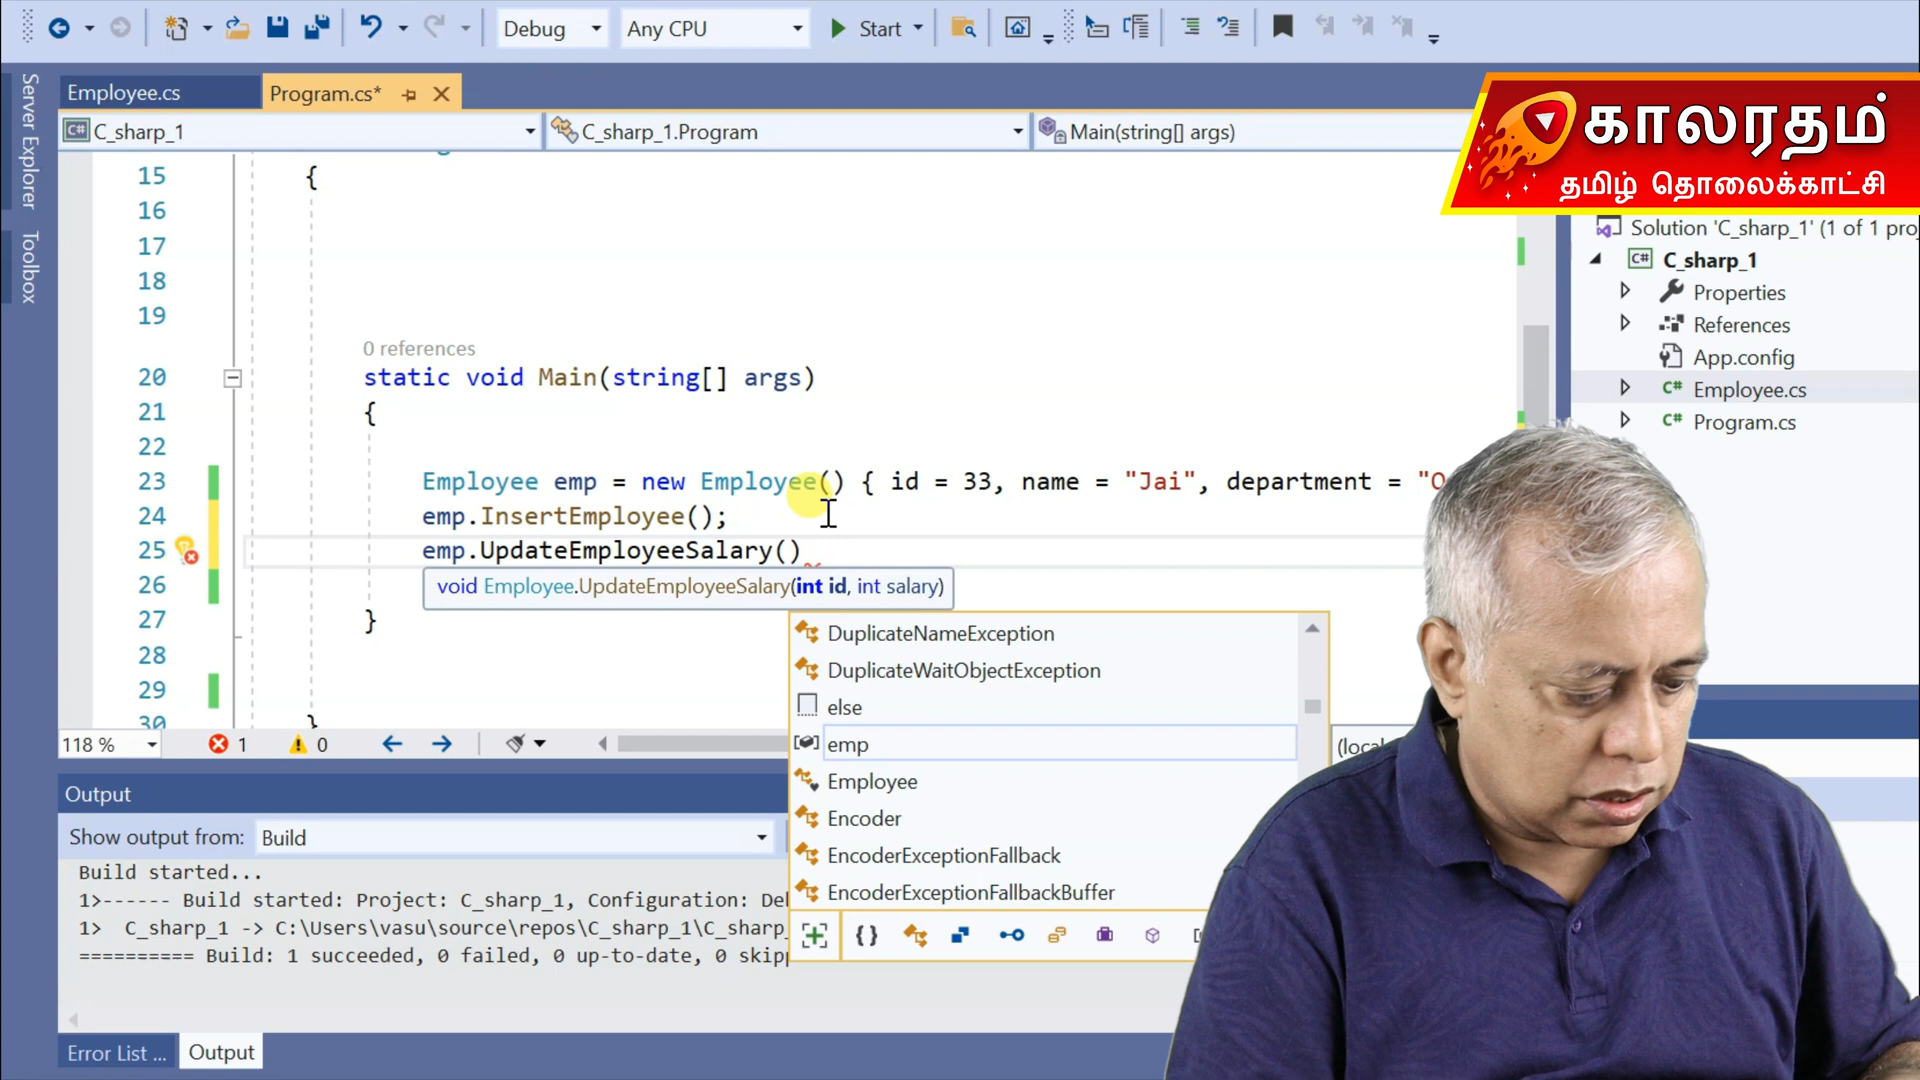 Debug
Any CPU
Start
Server Explorer
Toolbox
Employee.cs
Program.cs*
காலரதம்
தமிழ் தொலைக்காட்சி
C_sharp_1
C_sharp_1.Program
Main(string[] args)
15 {
16
17
18
19
0 references
20 static void Main(string[] args)
21 {
22
23 Employee emp = new Employee() { id = 33, name = "Jai", department = "O
24 emp.InsertEmployee();
25 emp.UpdateEmployeeSalary()
26
void Employee.UpdateEmployeeSalary(int id, int salary)
27 }
28
29
30 }
DuplicateNameException
DuplicateWaitObjectException
else
emp
Employee
Encoder
EncoderExceptionFallback
EncoderExceptionFallbackBuffer
Solution 'C_sharp_1' (1 of 1 proj
C_sharp_1
Properties
References
App.config
C# Employee.cs
C# Program.cs
118 %
1
0
(loca
Output
Show output from: Build
Build started...
1>------ Build started: Project: C_sharp_1, Configuration: De
1> C_sharp_1 -> C:\Users\vasu\source\repos\C_sharp_1\C_sharp_
========== Build: 1 succeeded, 0 failed, 0 up-to-date, 0 skip
Error List ...
Output